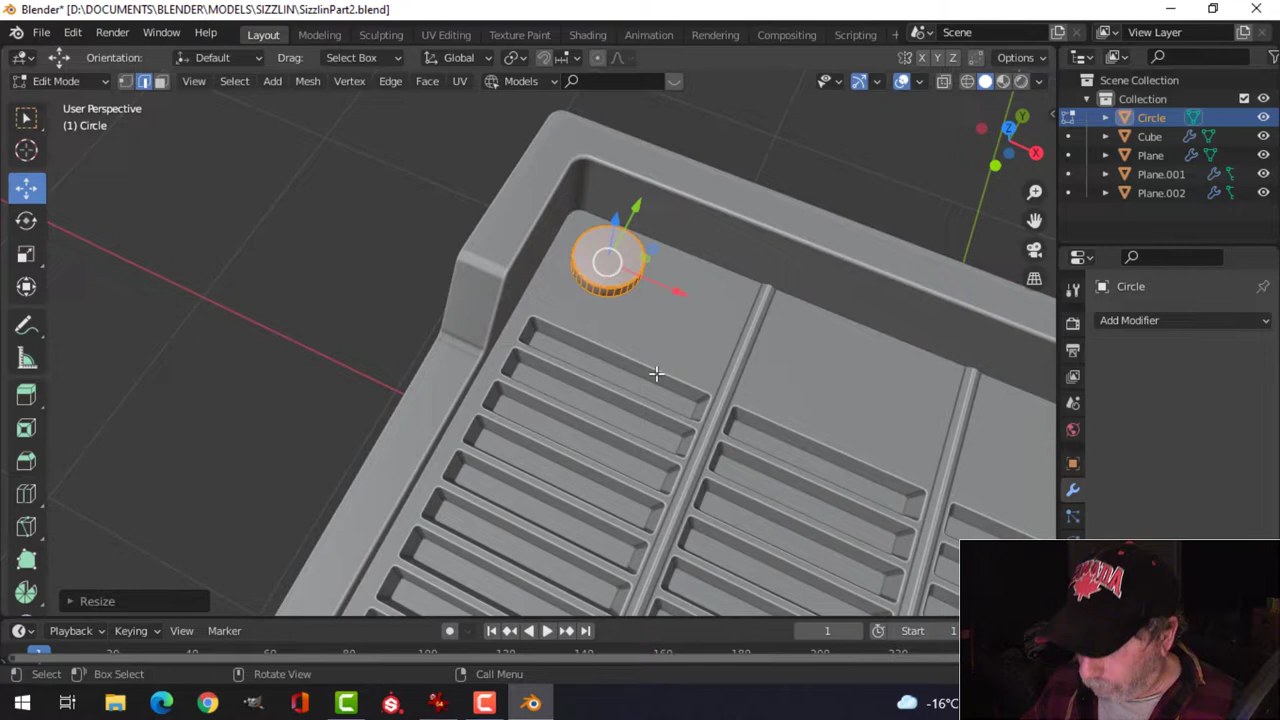 Blender* [D:\DOCUMENTS\BLENDER\MODELS\SIZZLIN\SizzlinPart2.blend]
File Edit Render Window Help Layout Modeling Sculpting UV Editing Texture Paint Shading Animation Rendering Compositing Scripting Scene View Layer
Orientation: Default Drag: Select Box Global X Y Z Options
Edit Mode View Select Add Mesh Vertex Edge Face UV Models
User Perspective
(1) Circle
Scene Collection
Collection
Circle
Cube
Plane
Plane.001
Plane.002
Circle
Add Modifier
Z
Y
X
Resize
Playback Keying View Marker 1 Start 1
1
Select Box Select Rotate View Call Menu
CANADA
-16°C